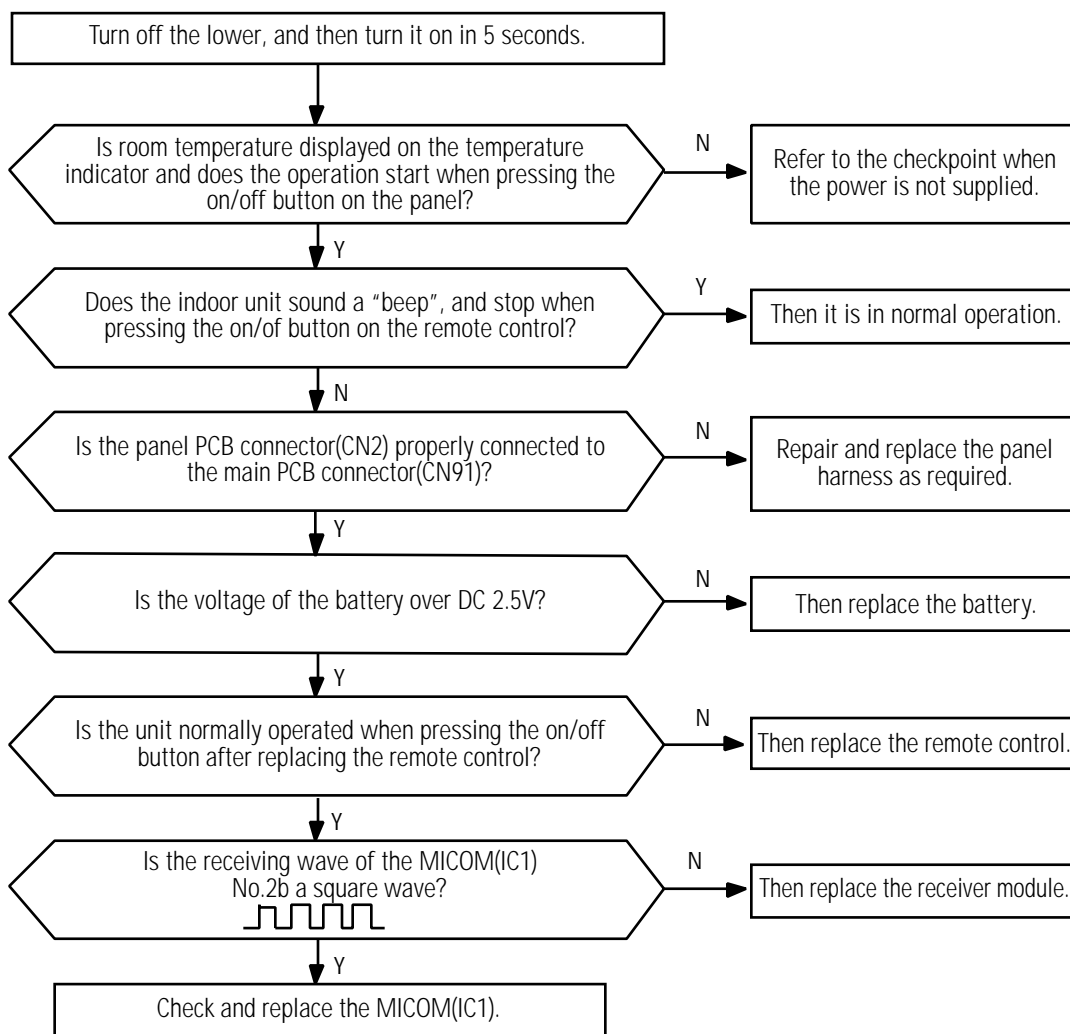 Turn off the lower, and then turn it on in 5 seconds.
Is room temperature displayed on the temperature
indicator and does the operation start when pressing the
on/off button on the panel?
N
Refer to the checkpoint when
the power is not supplied.
Y
Does the indoor unit sound a “beep”, and stop when
pressing the on/of button on the remote control?
Y
Then it is in normal operation.
N
Is the panel PCB connector(CN2) properly connected to
the main PCB connector(CN91)?
N
Repair and replace the panel
harness as required.
Y
Is the voltage of the battery over DC 2.5V?
N
Then replace the battery.
Y
Is the unit normally operated when pressing the on/off
button after replacing the remote control?
N
Then replace the remote control.
Y
Is the receiving wave of the MICOM(IC1)
No.2b a square wave?
N
Then replace the receiver module.
Y
Check and replace the MICOM(IC1).